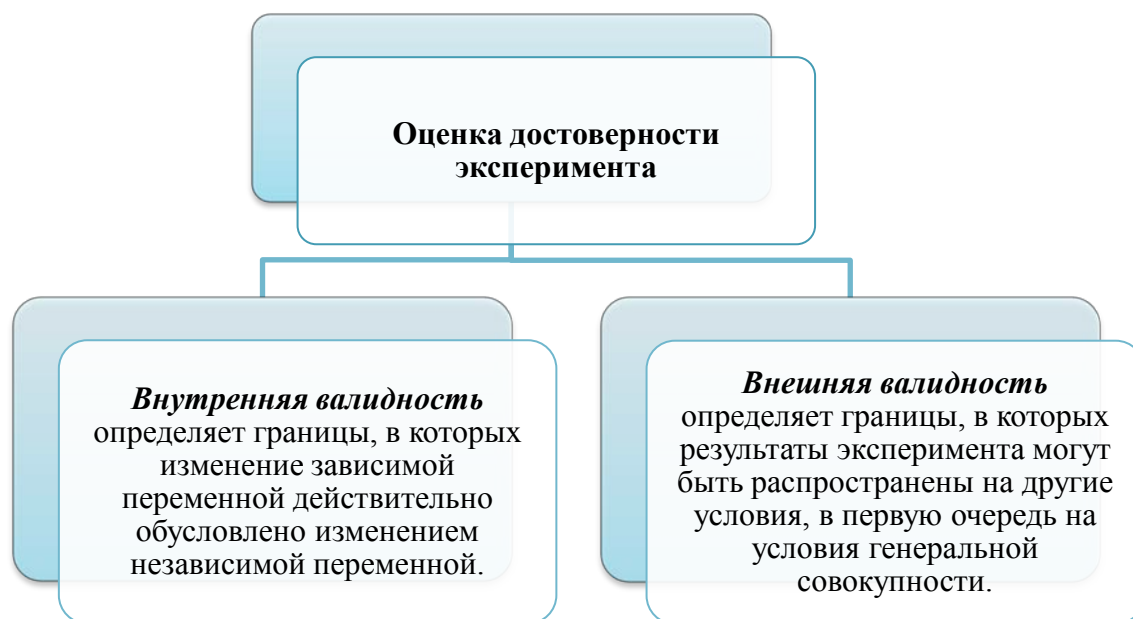 Оценка достоверности
эксперимента
Внутренняя валидность
определяет границы, в которых
изменение зависимой
переменной действительно
обусловлено изменением
независимой переменной.
Внешняя валидность
определяет границы, в которых
результаты эксперимента могут
быть распространены на другие
условия, в первую очередь на
условия генеральной
совокупности.